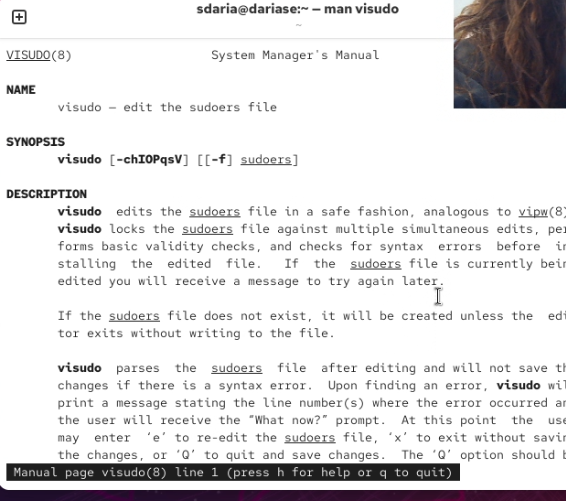 sdaria@dariase:~ — man visudo
~
VISUDO(8) System Manager's Manual
NAME
visudo — edit the sudoers file
SYNOPSIS
visudo [-chIOPqsV] [[-f] sudoers]
DESCRIPTION
visudo edits the sudoers file in a safe fashion, analogous to vipw(8)
visudo locks the sudoers file against multiple simultaneous edits, per
forms basic validity checks, and checks for syntax errors before in
stalling the edited file. If the sudoers file is currently bein
edited you will receive a message to try again later.
If the sudoers file does not exist, it will be created unless the edi
tor exits without writing to the file.
visudo parses the sudoers file after editing and will not save th
changes if there is a syntax error. Upon finding an error, visudo wil
print a message stating the line number(s) where the error occurred an
the user will receive the “What now?” prompt. At this point the use
may enter ‘e’ to re-edit the sudoers file, ‘x’ to exit without savin
the changes, or ‘Q’ to quit and save changes. The ‘Q’ option should b
Manual page visudo(8) line 1 (press h for help or q to quit)